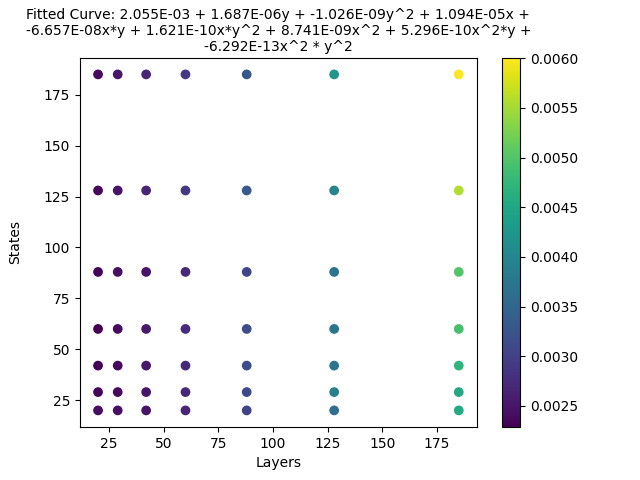 Fitted Curve: 2.055E-03 + 1.687E-06y + -1.026E-09y^2 + 1.094E-05x +
-6.657E-08x*y + 1.621E-10x*y^2 + 8.741E-09x^2 + 5.296E-10x^2*y +
-6.292E-13x^2 * y^2
0.0060
175
0.0055
150
0.0050
125
0.0045
100
0.0040
75
0.0035
50
0.0030
25
0.0025
States
25 50 75 100 125 150 175
Layers